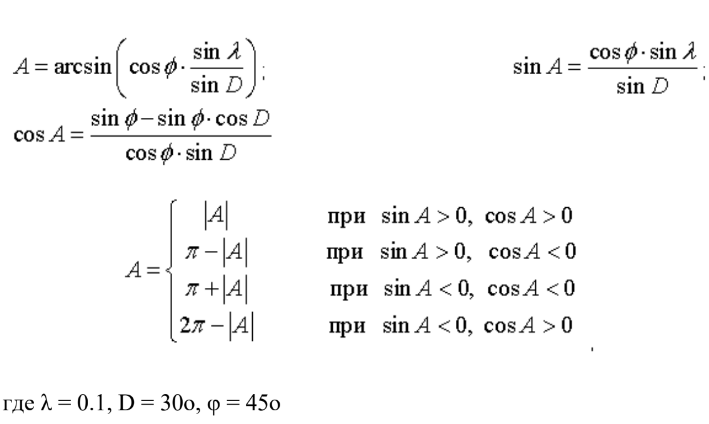 A = arcsin(cos ϕ · sin λ / sin D); sin A = cos ϕ · sin λ / sin D;
cos A = sin ϕ − sin ϕ · cos D / cos ϕ · sin D
A = { |A| при sin A > 0, cos A > 0
π − |A| при sin A > 0, cos A < 0
π + |A| при sin A < 0, cos A < 0
2π − |A| при sin A < 0, cos A > 0
где λ = 0.1, D = 30о, φ = 45о